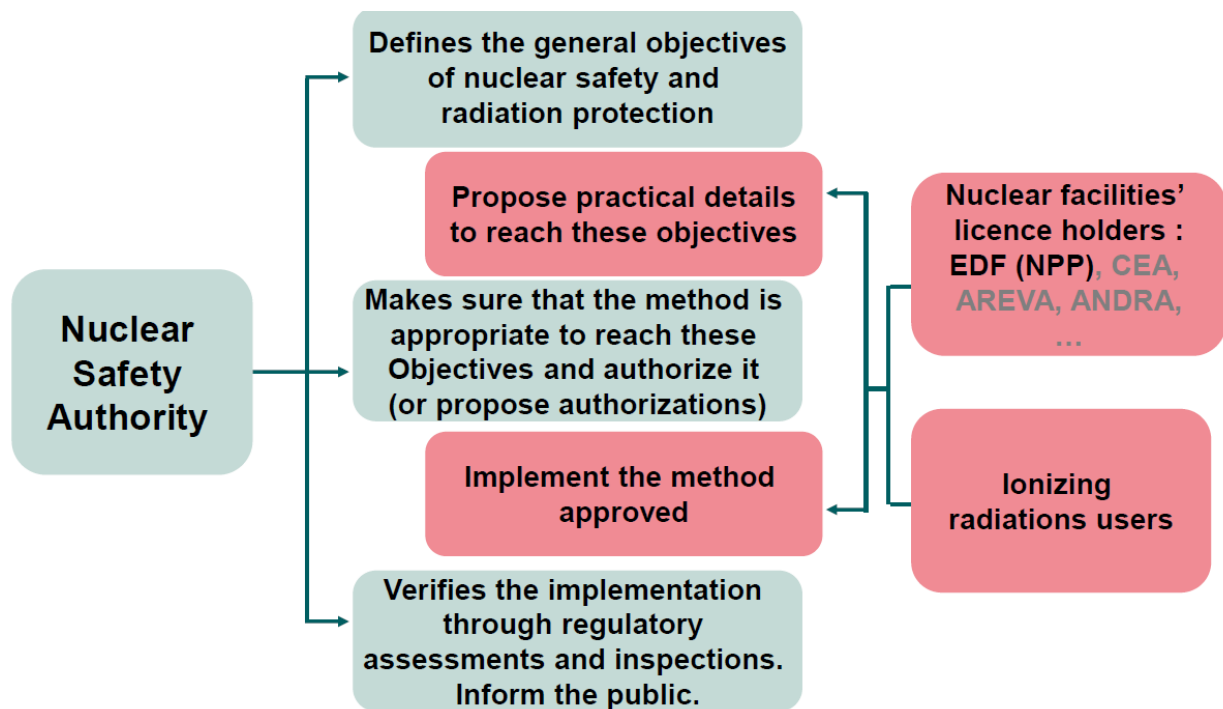 Defines the general objectives
of nuclear safety and
radiation protection
Propose practical details
to reach these objectives
Nuclear facilities’
licence holders :
EDF (NPP), CEA,
AREVA, ANDRA,
…
Nuclear
Safety
Authority
Makes sure that the method is
appropriate to reach these
Objectives and authorize it
(or propose authorizations)
Implement the method
approved
Ionizing
radiations users
Verifies the implementation
through regulatory
assessments and inspections.
Inform the public.